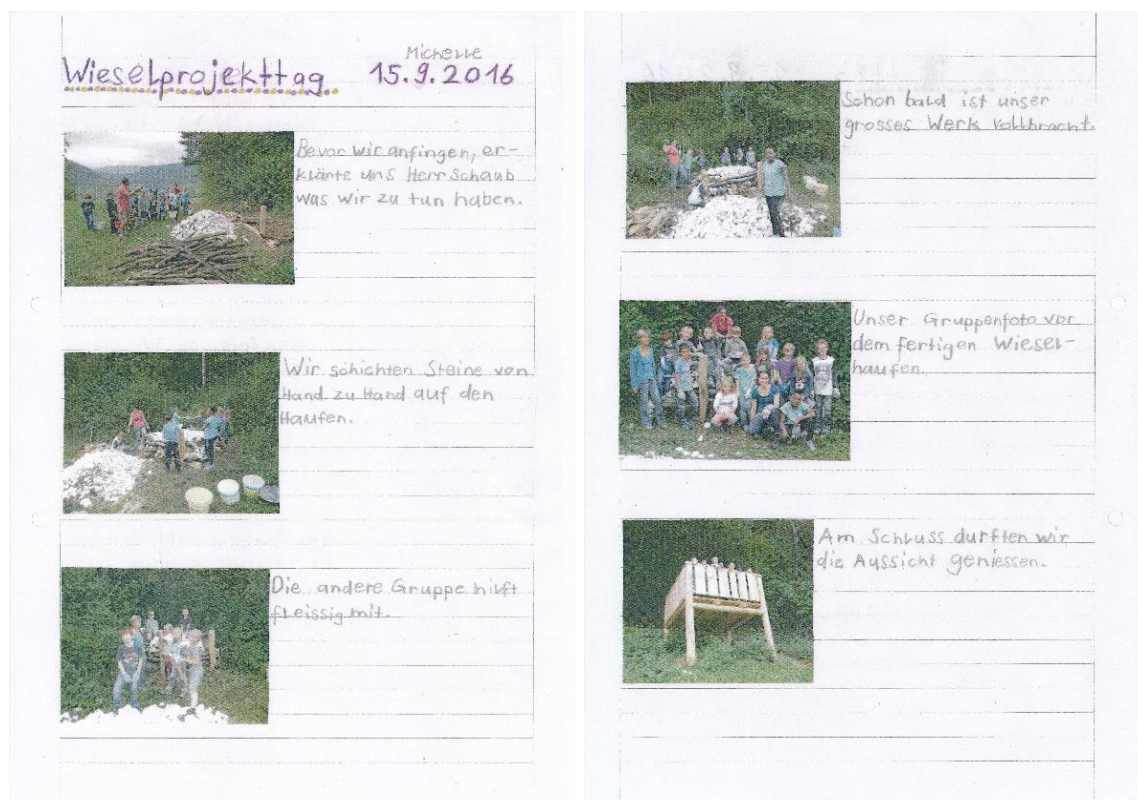 Michelle
Wieselprojekttag 15.9.2016
Bevor wir anfingen, er-
klärte uns Herr Schaub
was wir zu tun haben.
Wir schichten Steine von
Hand zu Hand auf den
Haufen.
Die andere Gruppe hilft
fleissig mit.
Schon bald ist unser
grosses Werk vollbracht.
Unser Gruppenfoto vor
dem fertigen Wiesel-
haufen.
Am Schluss durften wir
die Aussicht geniessen.